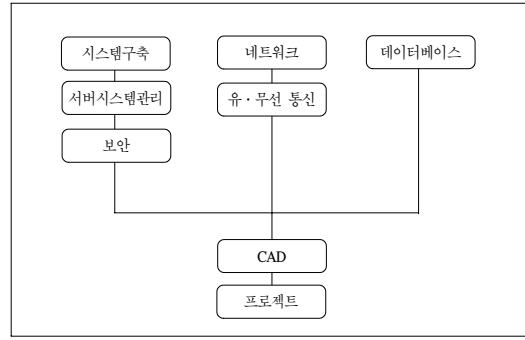 시스템구축
네트워크
데이터베이스
서버시스템관리
유·무선 통신
보안
CAD
프로젝트